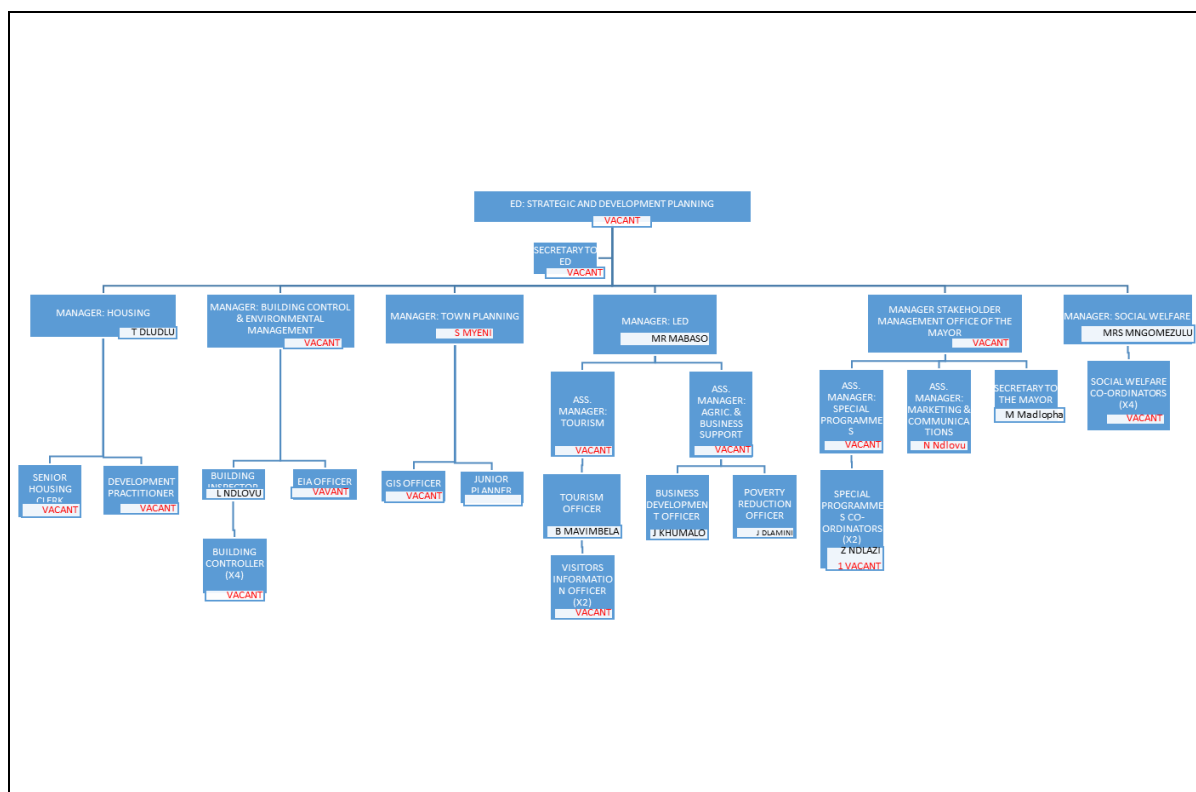 ED: STRATEGIC AND DEVELOPMENT PLANNING
VACANT
SECRETARY TO
ED
VACANT
MANAGER: HOUSING
T DLUDLU
MANAGER: BUILDING CONTROL
& ENVIRONMENTAL
MANAGEMENT
VACANT
MANAGER: TOWN PLANNING
S MYENI
MANAGER: LED
MR MABASO
MANAGER STAKEHOLDER
MANAGEMENT OFFICE OF THE
MAYOR
VACANT
MANAGER: SOCIAL WELFARE
MRS MNGOMEZULU
ASS.
MANAGER:
TOURISM
VACANT
ASS.
MANAGER:
AGRIC. &
BUSINESS
SUPPORT
VACANT
ASS.
MANAGER:
SPECIAL
PROGRAMME
S
VACANT
ASS.
MANAGER:
MARKETING &
COMMUNICA
TIONS
N Ndlovu
SECRETARY TO
THE MAYOR
M Madlopha
SOCIAL WELFARE
CO-ORDINATORS
(X4)
VACANT
SENIOR
HOUSING
CLERK
VACANT
DEVELOPMENT
PRACTITIONER
VACANT
BUILDING
INSPECTOR
L NDLOVU
EIA OFFICER
VAVANT
GIS OFFICER
VACANT
JUNIOR
PLANNER
TOURISM
OFFICER
B MAVIMBELA
BUSINESS
DEVELOPMEN
T OFFICER
J KHUMALO
POVERTY
REDUCTION
OFFICER
J DLAMINI
SPECIAL
PROGRAMME
S CO-
ORDINATORS
(X2)
Z NDLAZI
1 VACANT
BUILDING
CONTROLLER
(X4)
VACANT
VISITORS
INFORMATIO
N OFFICER
(X2)
VACANT